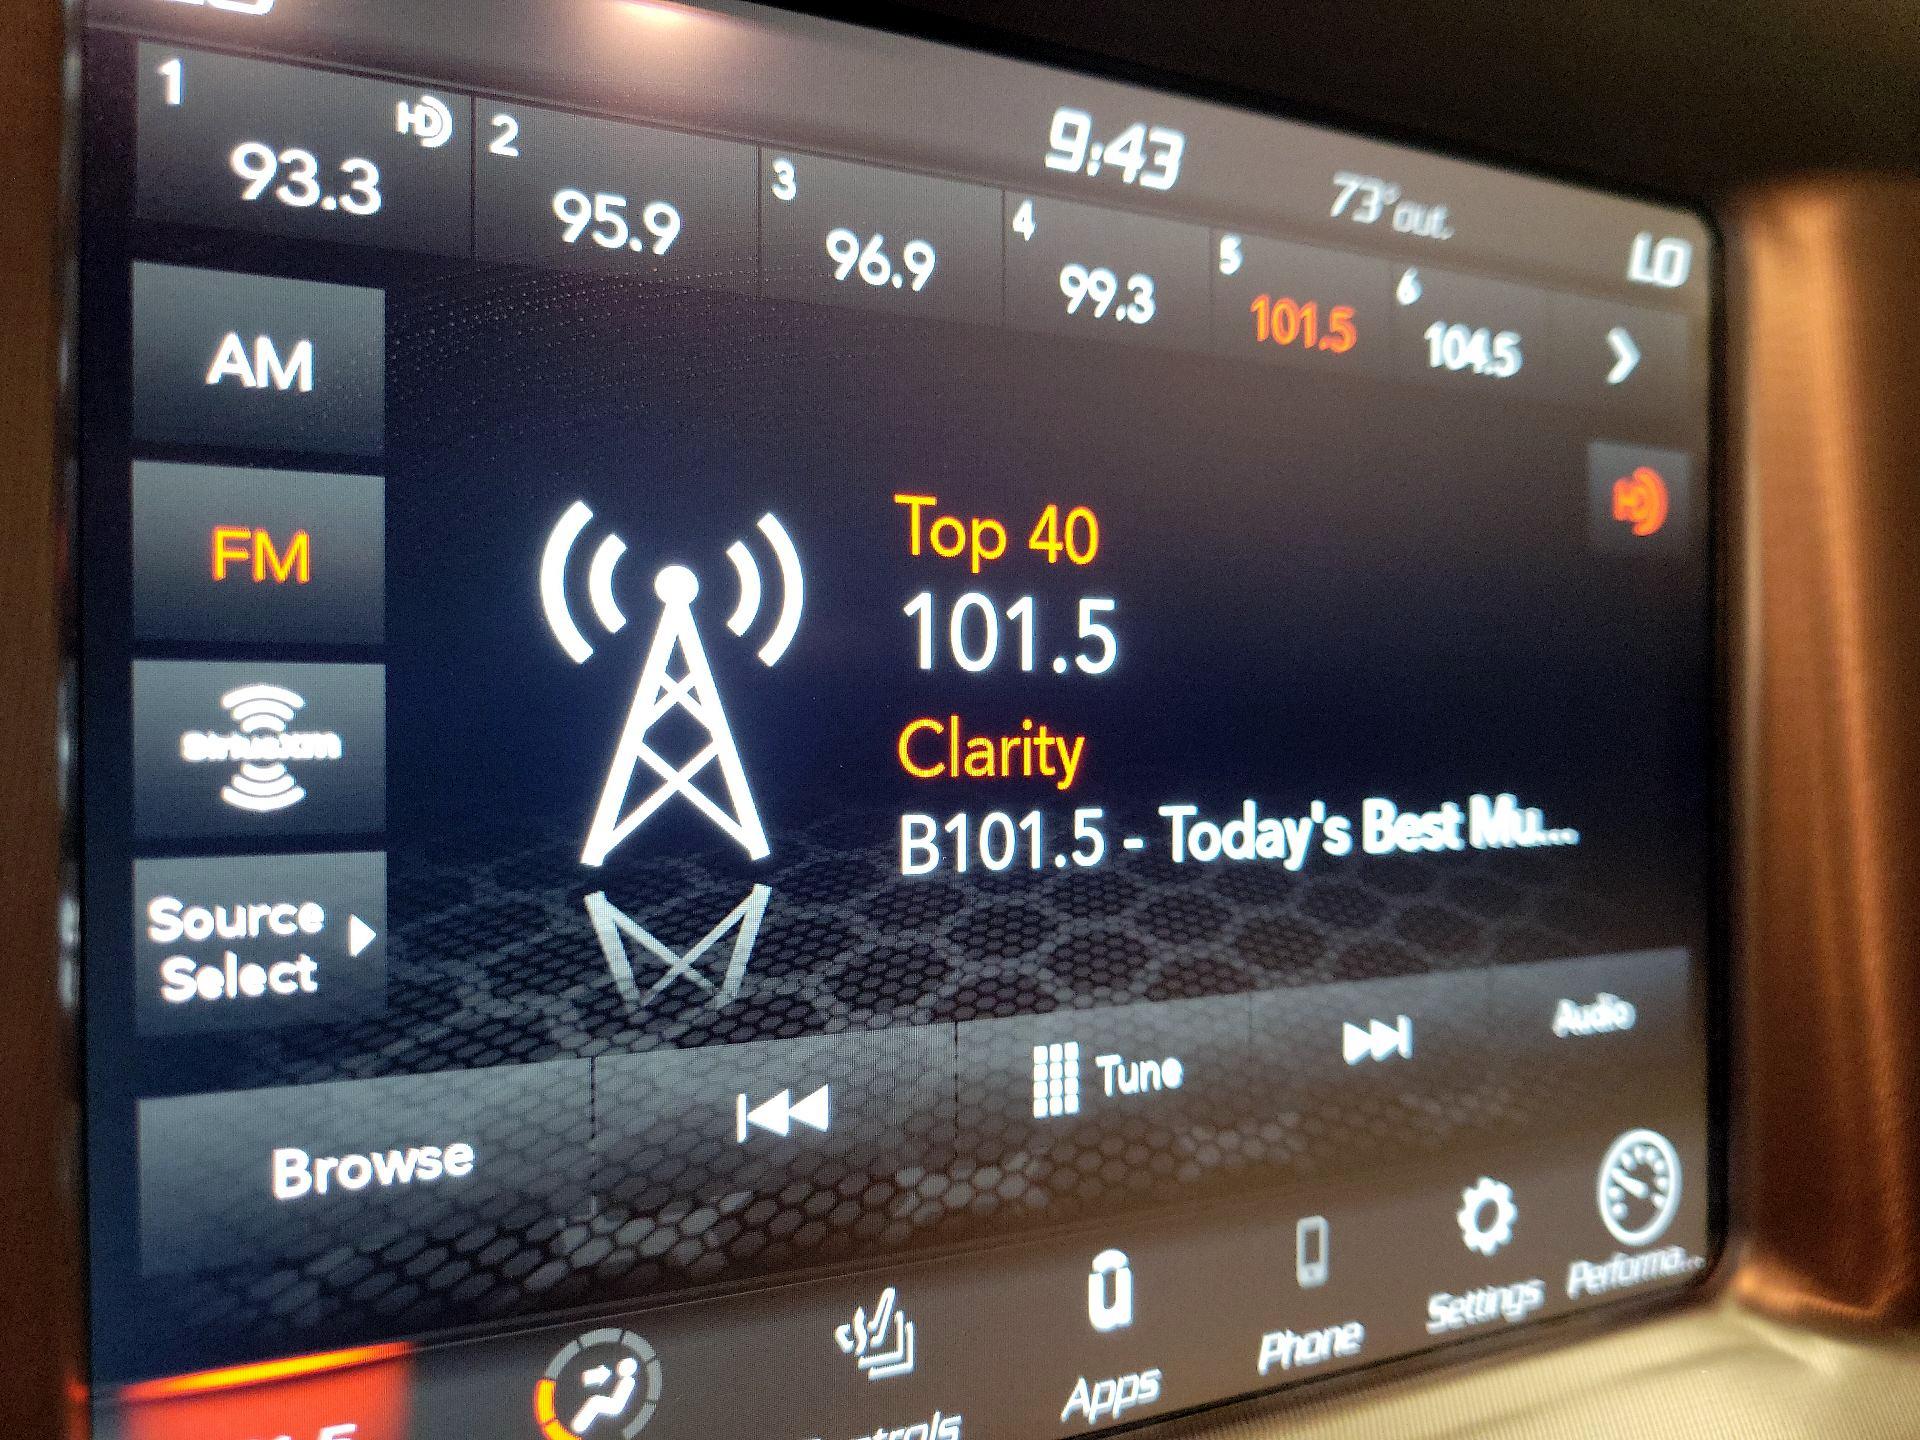 9:43
73° out.
LO
1
HD
93.3
2
95.9
3
96.9
4
99.3
5
101.5
6
104.5
AM
FM
siriusxm
Source
Select
Top 40
101.5
Clarity
B101.5 - Today's Best Mu...
HD
Browse
Tune
Audio
Apps
Phone
Settings
Performa...